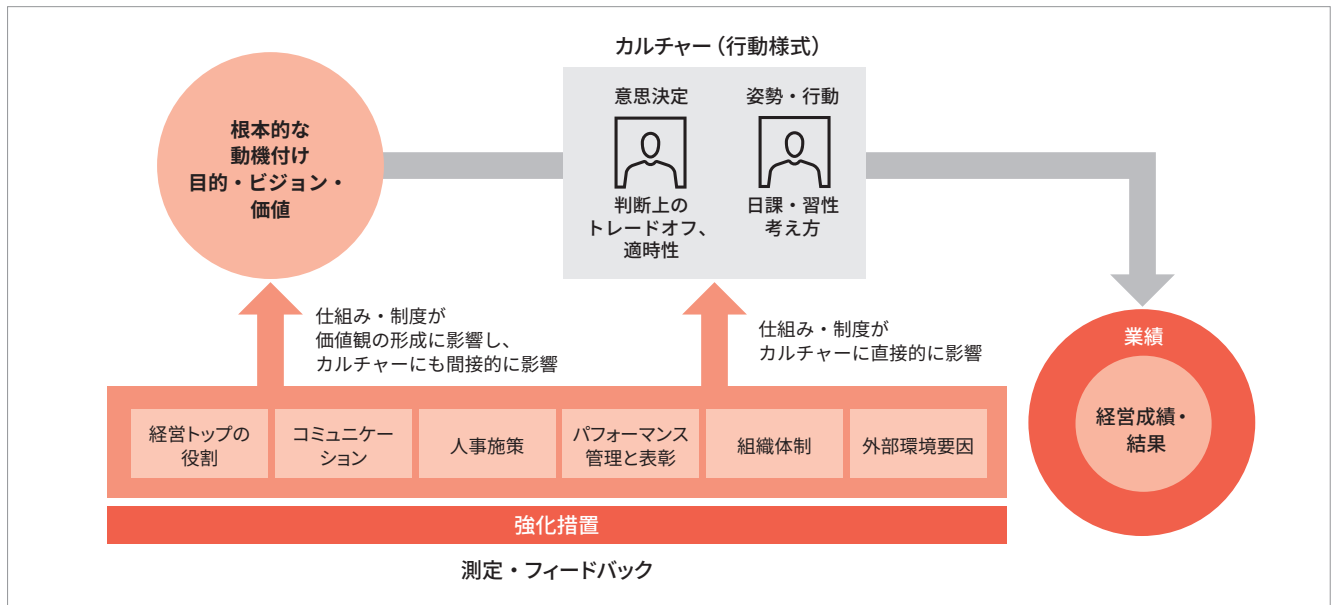 カルチャー（行動様式）
根本的な
動機付け
目的・ビジョン・
価値
意思決定
判断上の
トレードオフ、
適時性
姿勢・行動
日課・習性
考え方
仕組み・制度が
価値観の形成に影響し、
カルチャーにも間接的に影響
仕組み・制度が
カルチャーに直接的に影響
業績
経営成績・
結果
経営トップの
役割
コミュニケー
ション
人事施策
パフォーマンス
管理と表彰
組織体制
外部環境要因
強化措置
測定・フィードバック